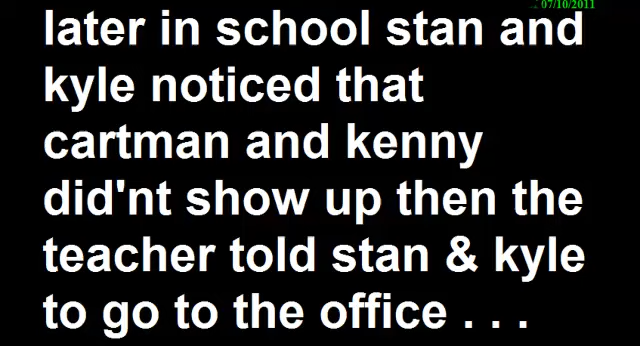 07/10/2011
later in school stan and
kyle noticed that
cartman and kenny
did'nt show up then the
teacher told stan & kyle
to go to the office . . .